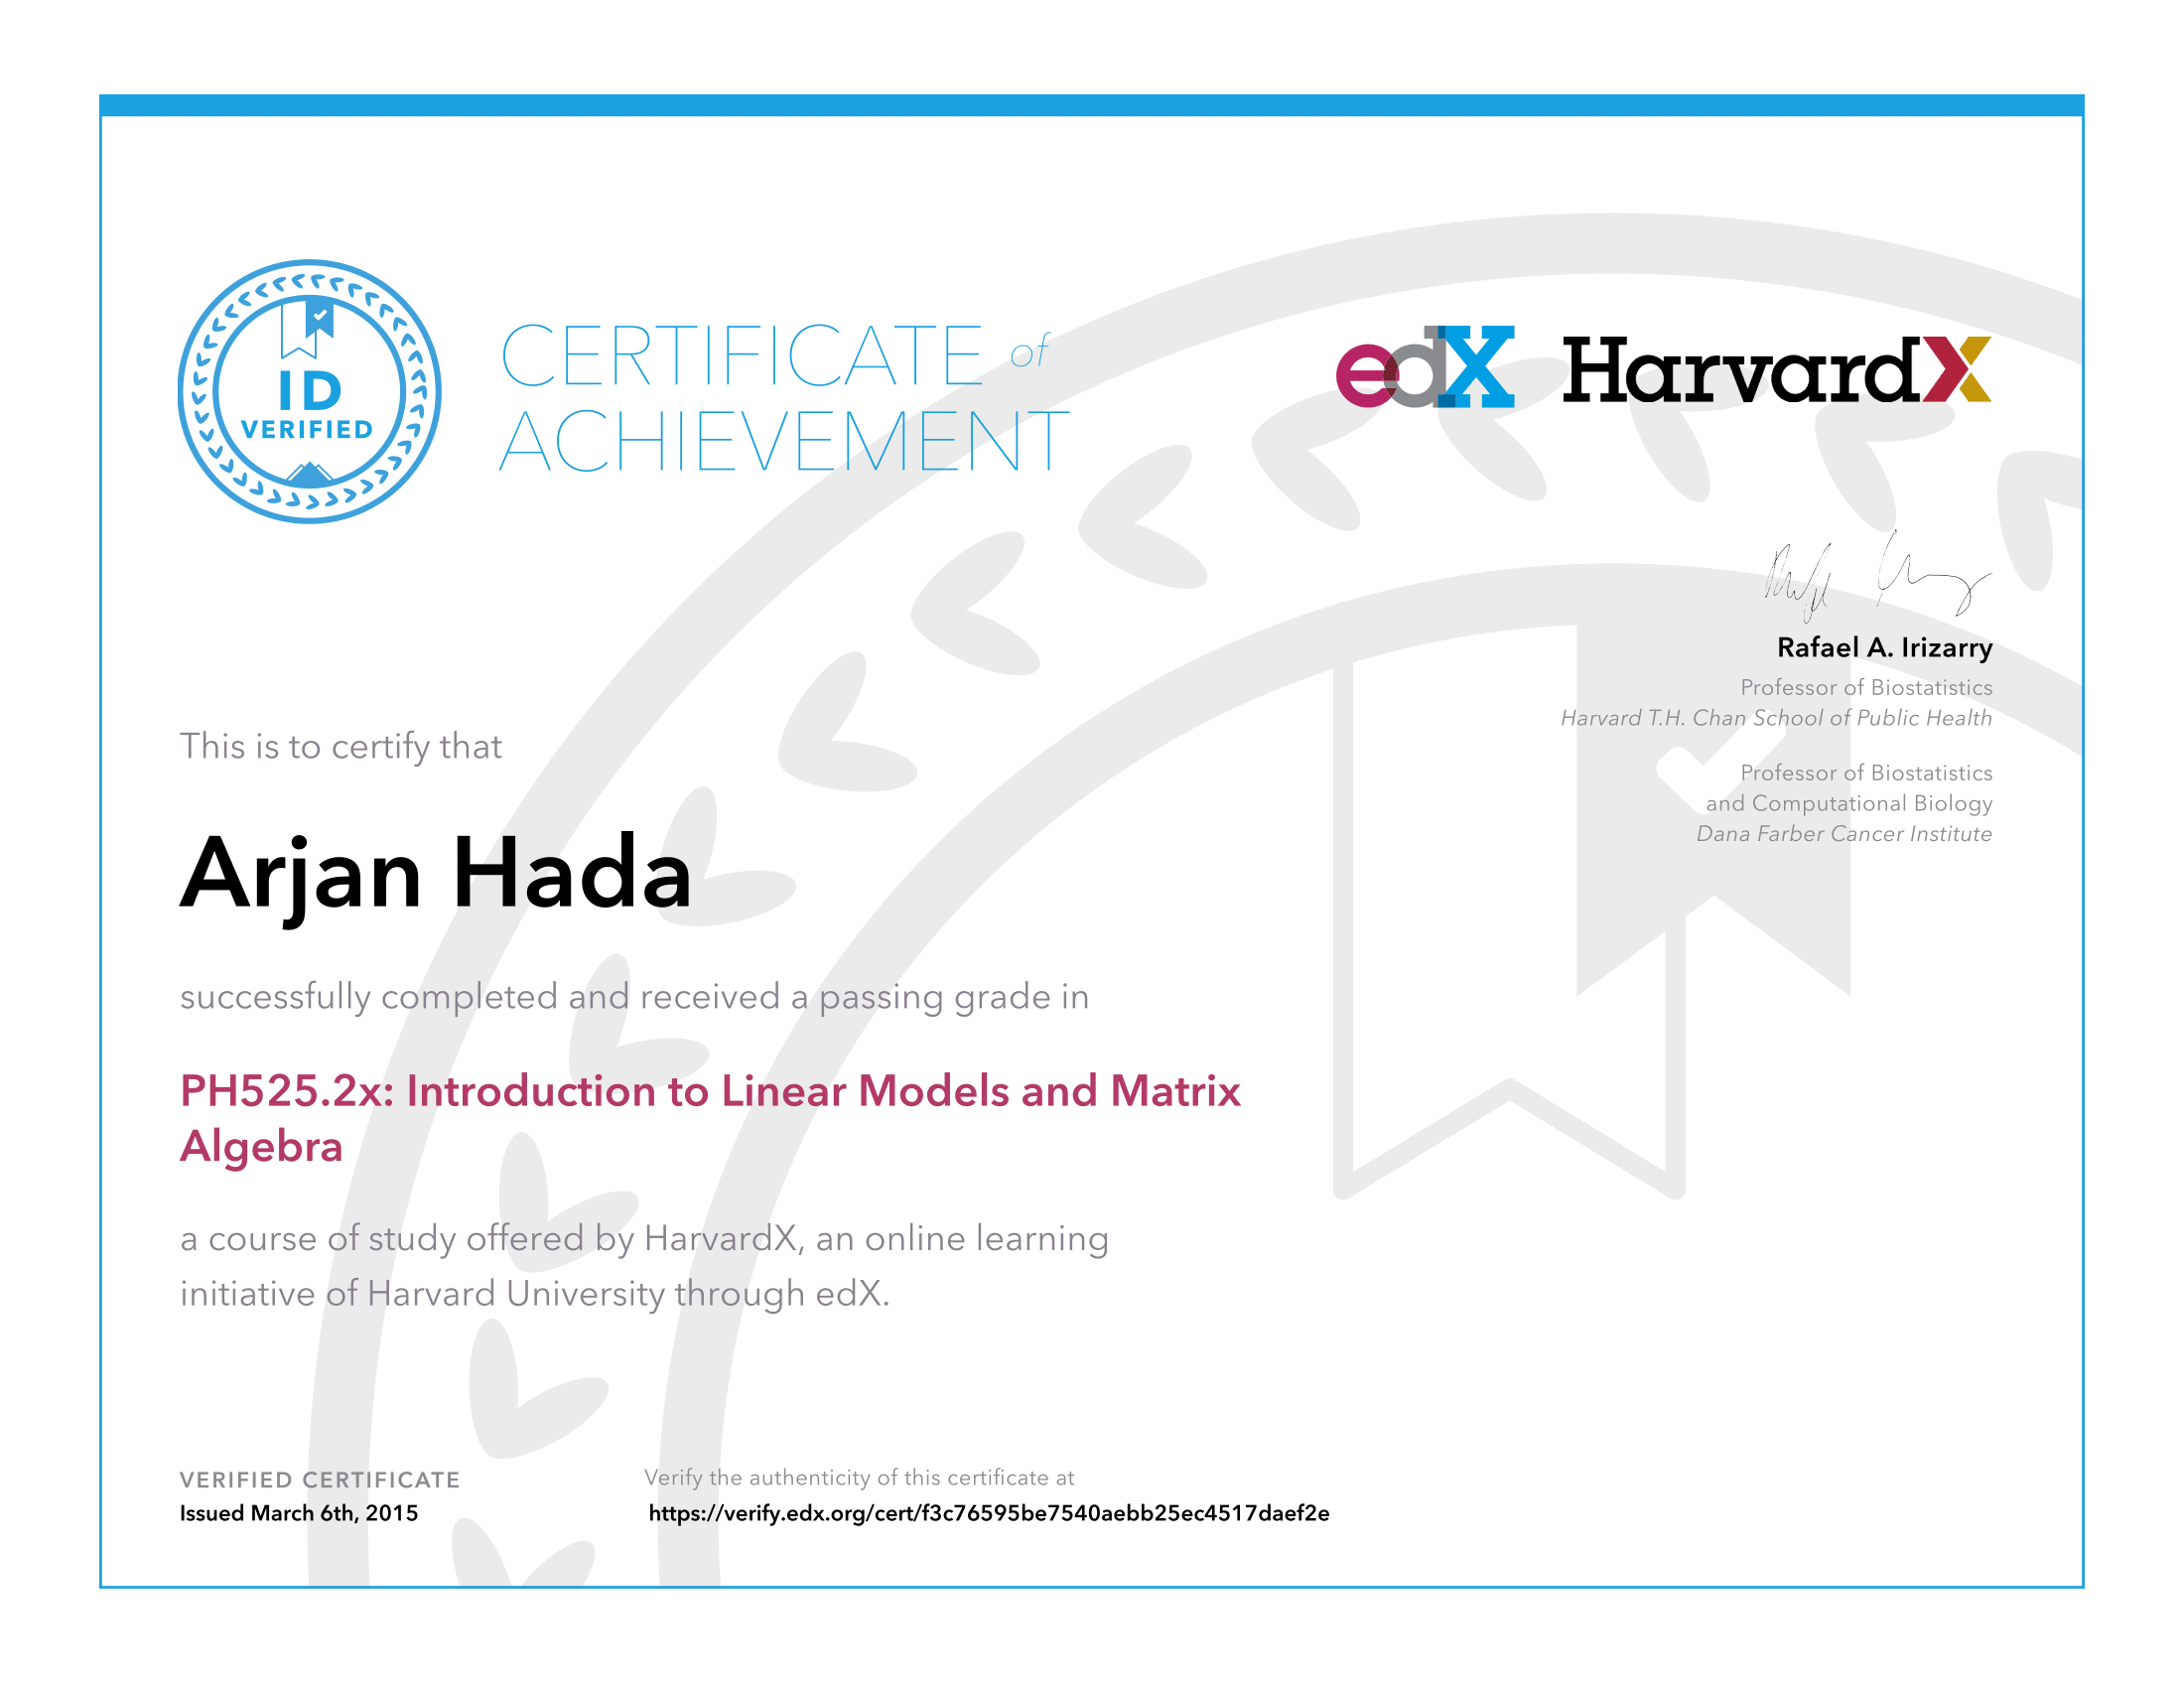 ID
VERIFIED
CERTIFICATE of
ACHIEVEMENT
edX HarvardX
Rafael A. Irizarry
Professor of Biostatistics
Harvard T.H. Chan School of Public Health
Professor of Biostatistics
and Computational Biology
Dana Farber Cancer Institute
This is to certify that
Arjan Hada
successfully completed and received a passing grade in
PH525.2x: Introduction to Linear Models and Matrix
Algebra
a course of study offered by HarvardX, an online learning
initiative of Harvard University through edX.
VERIFIED CERTIFICATE
Issued March 6th, 2015
Verify the authenticity of this certificate at
https://verify.edx.org/cert/f3c76595be7540aebb25ec4517daef2e